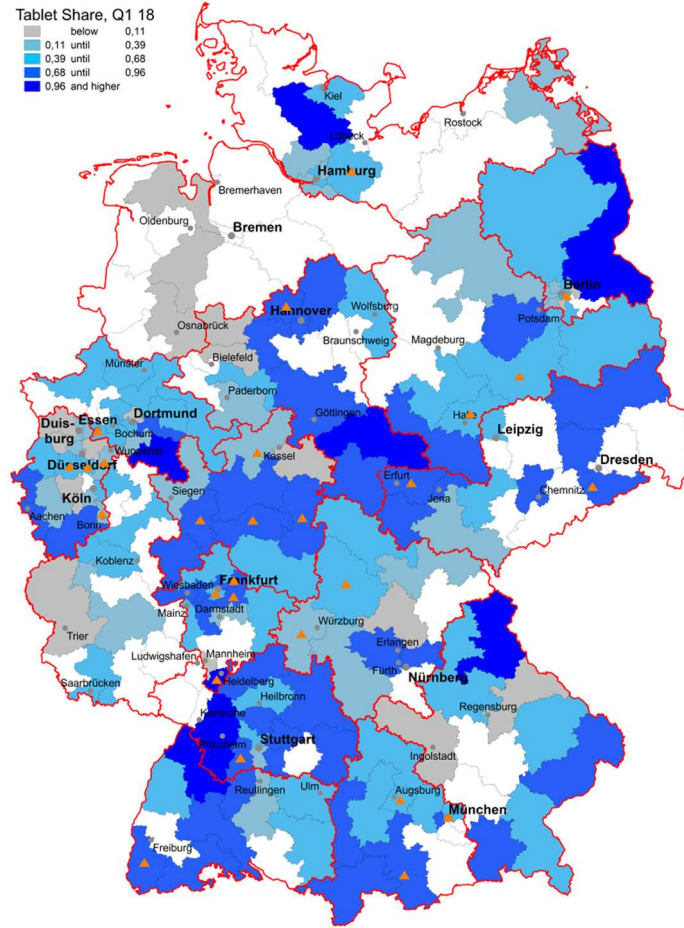 Tablet Share, Q1 18
below 0,11
0,11 until 0,39
0,39 until 0,68
0,68 until 0,96
0,96 and higher
Kiel
Rostock
Lübeck
Hamburg
Bremerhaven
Oldenburg
Bremen
Berlin
Hannover
Wolfsburg
Potsdam
Osnabrück
Braunschweig
Magdeburg
Bielefeld
Münster
Paderborn
Göttingen
Halle
Essen
Dortmund
Duis-
burg
Bochum
Leipzig
Wuppertal
Kassel
Düsseldorf
Dresden
Erfurt
Köln
Siegen
Jena
Chemnitz
Aachen
Bonn
Koblenz
Wiesbaden
Frankfurt
Mainz
Darmstadt
Würzburg
Trier
Erlangen
Ludwigshafen
Mannheim
Fürth
Heidelberg
Nürnberg
Saarbrücken
Heilbronn
Regensburg
Karlsruhe
Pforzheim
Stuttgart
Ingolstadt
Reutlingen
Ulm
Augsburg
München
Freiburg